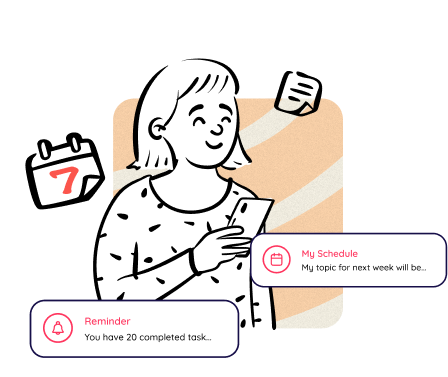 7
My Schedule
My topic for next week will be...
Reminder
You have 20 completed task...